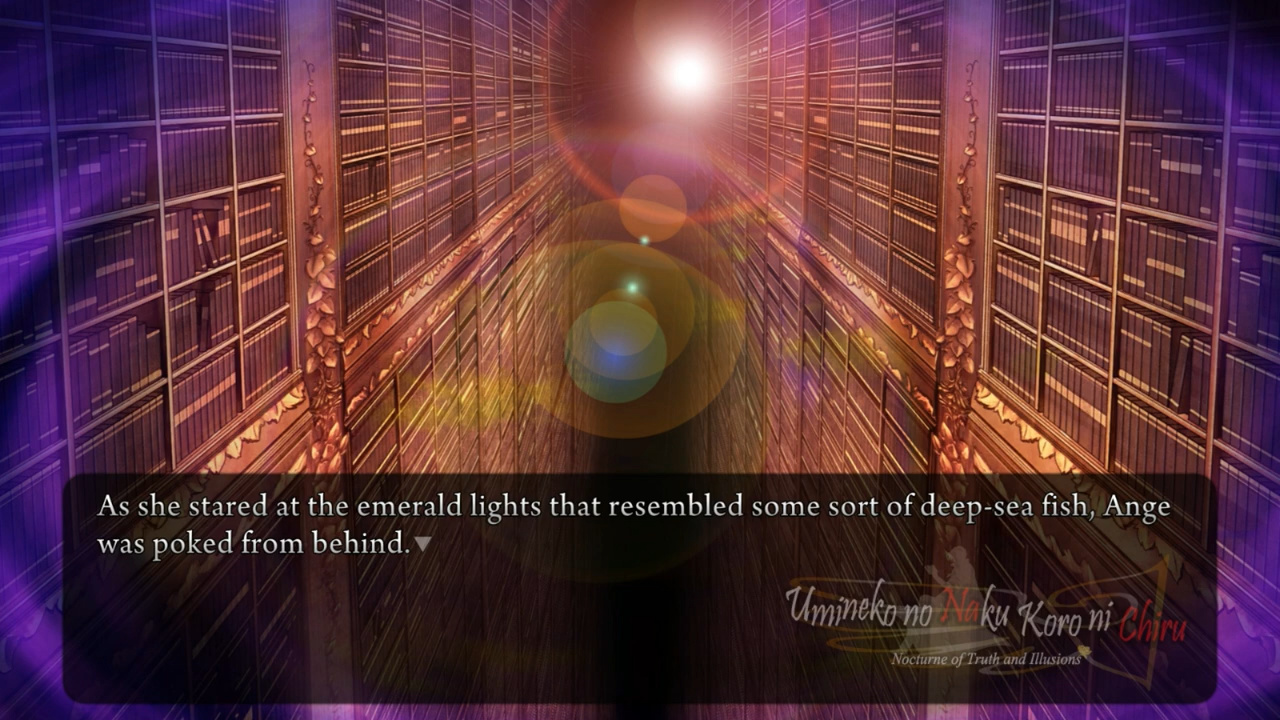 As she stared at the emerald lights that resembled some sort of deep-sea fish, Ange
was poked from behind.
Umineko no Naku Koro ni Chiru
Nocturne of Truth and Illusions